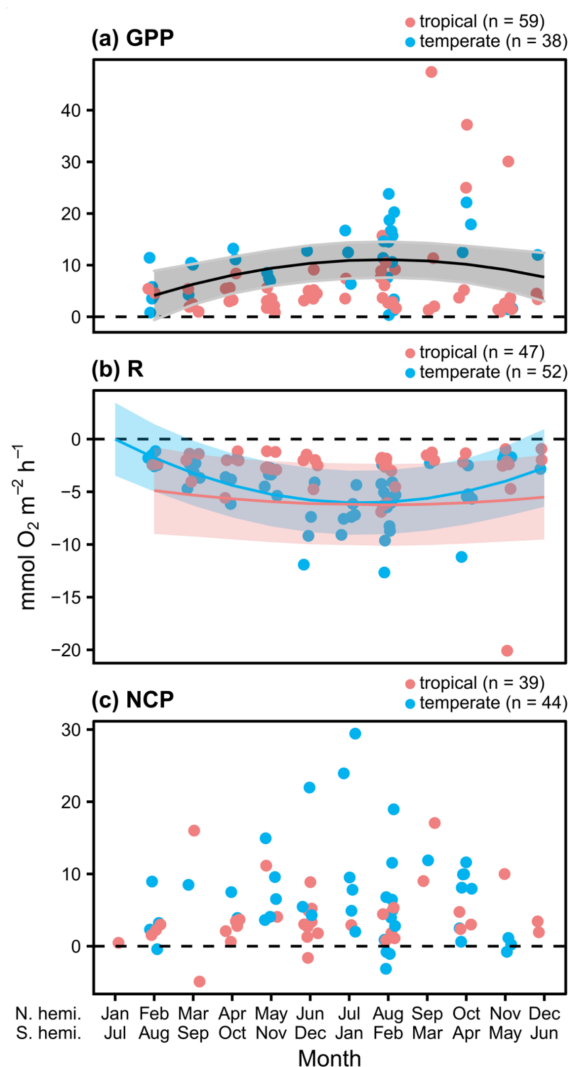 (a) GPP
tropical (n = 59)
temperate (n = 38)
40
30
20
10
0
(b) R
tropical (n = 47)
temperate (n = 52)
0
−5
−10
−15
−20
mmol O₂ m⁻² h⁻¹
(c) NCP
tropical (n = 39)
temperate (n = 44)
30
20
10
0
N. hemi. Jan Feb Mar Apr May Jun Jul Aug Sep Oct Nov Dec
S. hemi. Jul Aug Sep Oct Nov Dec Jan Feb Mar Apr May Jun
Month